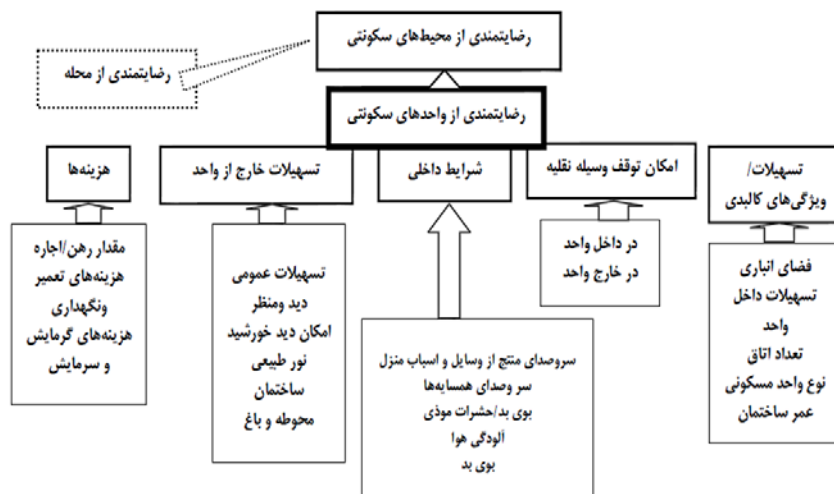 رضایتمندی از محیط‌های سکونتی
رضایتمندی از محله
رضایتمندی از واحدهای سکونتی
تسهیلات/
ویژگی‌های کالبدی
امکان توقف وسیله نقلیه
شرایط داخلی
تسهیلات خارج از واحد
هزینه‌ها
فضای انباری
تسهیلات داخل
واحد
تعداد اتاق
نوع واحد مسکونی
عمر ساختمان
در داخل واحد
در خارج واحد
سروصدای منتج از وسایل و اسباب منزل
سر وصدای همسایه‌ها
بوی بد/حشرات موذی
آلودگی هوا
بوی بد
تسهیلات عمومی
دید ومنظر
امکان دید خورشید
نور طبیعی
ساختمان
محوطه و باغ
مقدار رهن/اجاره
هزینه‌های تعمیر
ونگهداری
هزینه‌های گرمایش
و سرمایش